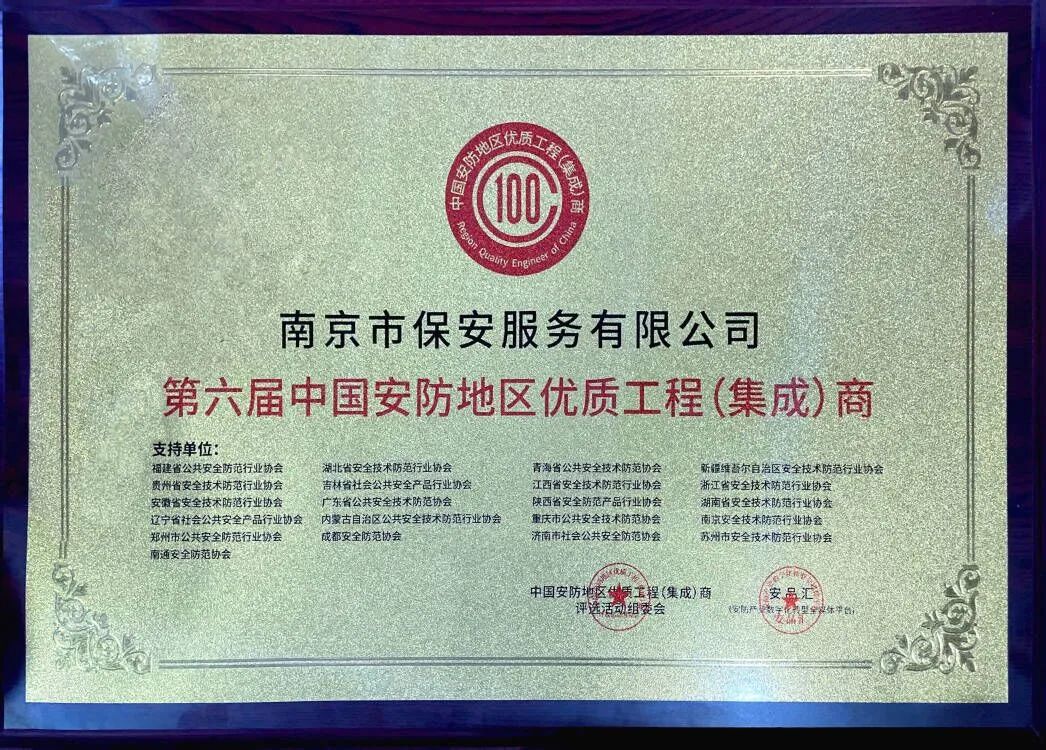 中国安防地区优质工程(集成)商
100
Region Quality Engineer of China
南京市保安服务有限公司
第六届中国安防地区优质工程(集成)商
支持单位：
福建省公共安全防范行业协会 湖北省安全技术防范行业协会 青海省公共安全技术防范协会 新疆维吾尔自治区安全技术防范行业协会
贵州省安全技术防范行业协会 吉林省社会公共安全产品行业协会 江西省安全技术防范行业协会 浙江省安全技术防范行业协会
安徽省安全技术防范行业协会 广东省公共安全技术防范协会 陕西省安全防范产品行业协会 湖南省安全技术防范行业协会
辽宁省社会公共安全产品行业协会 内蒙古自治区公共安全技术防范行业协会 重庆市公共安全技术防范协会 南京安全技术防范行业协会
郑州市公共安全防范行业协会 成都安全防范协会 济南市社会公共安全防范协会 苏州市安全技术防范行业协会
南通安全防范协会
中国安防地区优质工程(集成)商 安品汇
评选活动组委会 (安防产业数字化转型全媒体平台)